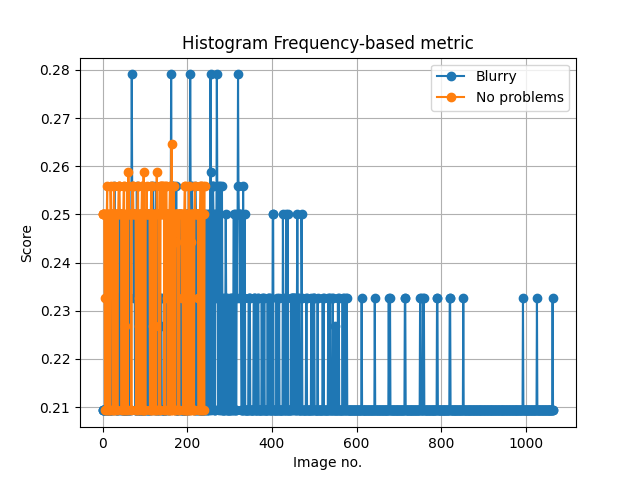 Histogram Frequency-based metric
Blurry
No problems
0.28
0.27
0.26
0.25
0.24
0.23
0.22
0.21
Score
0 200 400 600 800 1000
Image no.